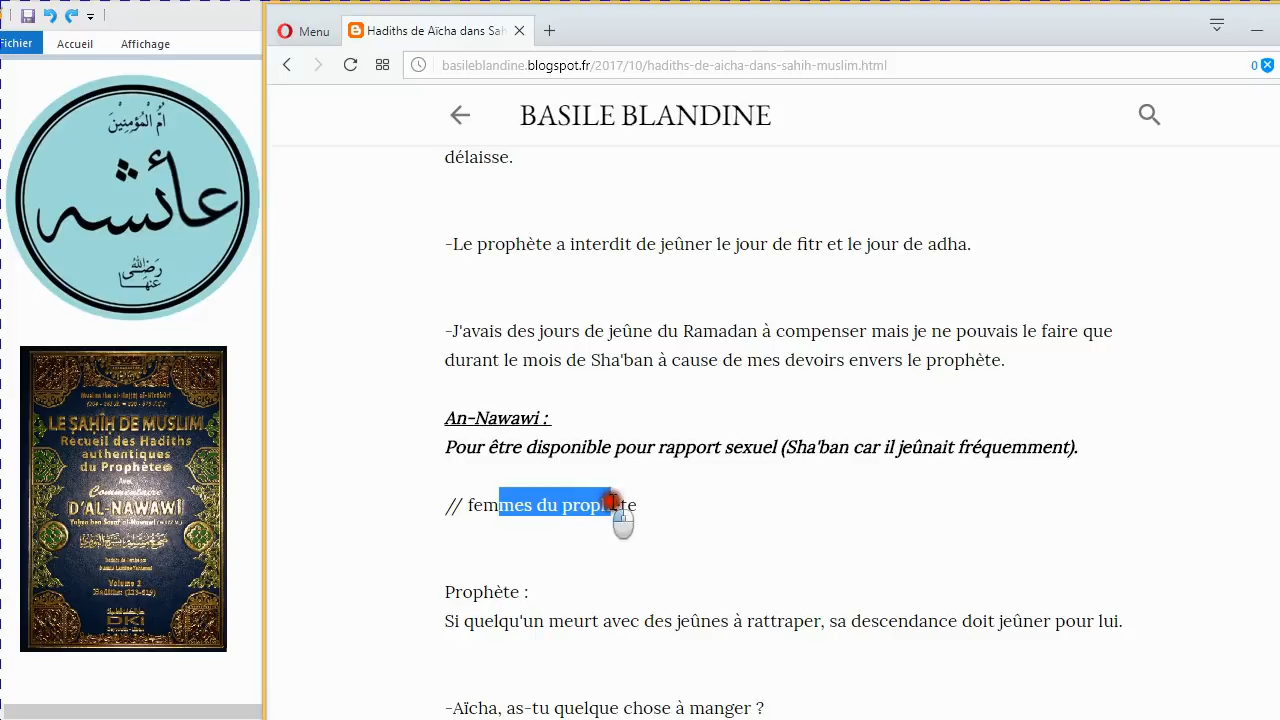 Fichier
Accueil
Affichage
أم المؤمنين
عائشة
رضي الله
عنها
LE ṢAḤĪḤ DE MUSLIM
Recueil des Hadiths
authentiques
du Prophète
Avec
Commentaire
D'AL-NAWAWĪ
Volume 2
DKi
Menu
Hadiths de Aïcha dans Sah
basileblandine.blogspot.fr/2017/10/hadiths-de-aicha-dans-sahih-muslim.html
0
BASILE BLANDINE
délaisse.
-Le prophète a interdit de jeûner le jour de fitr et le jour de adha.
-J'avais des jours de jeûne du Ramadan à compenser mais je ne pouvais le faire que
durant le mois de Sha'ban à cause de mes devoirs envers le prophète.
An-Nawawi :
Pour être disponible pour rapport sexuel (Sha'ban car il jeûnait fréquemment).
// femmes du prophète
Prophète :
Si quelqu'un meurt avec des jeûnes à rattraper, sa descendance doit jeûner pour lui.
-Aïcha, as-tu quelque chose à manger ?